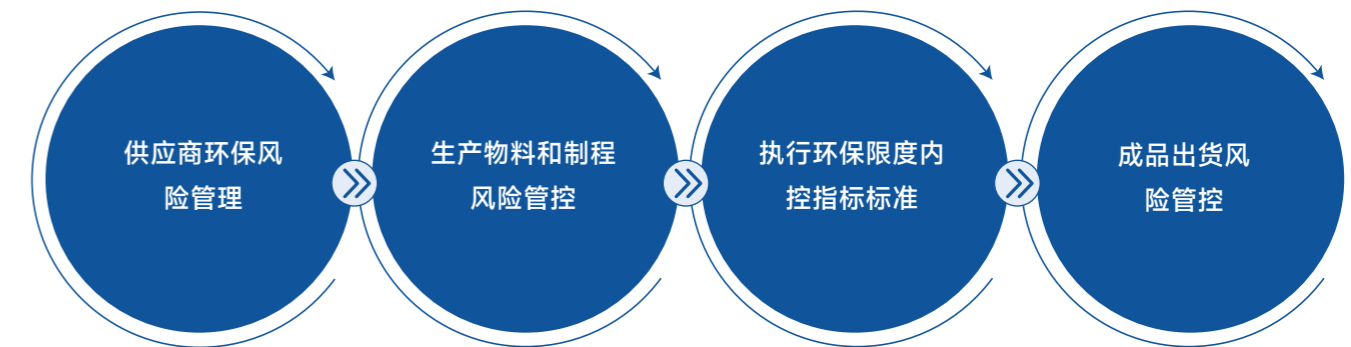 供应商环保风
险管理
生产物料和制程
风险管控
执行环保限度内
控指标标准
成品出货风
险管控